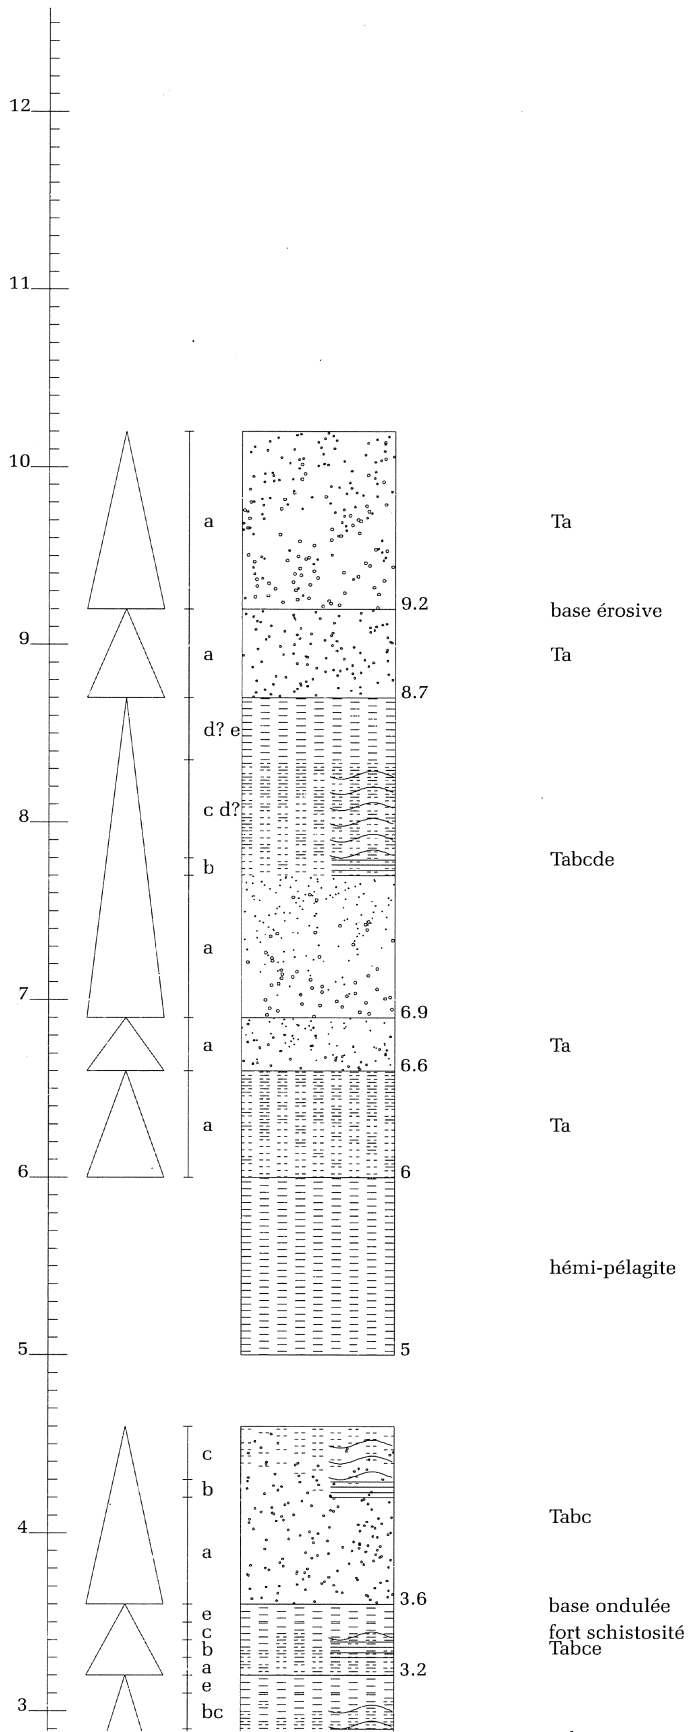 12
11
10
a Ta
9.2 base érosive
9
a Ta
8.7
d? e
8
c d?
b Tabcde
a
7
6.9
a Ta
6.6
a Ta
6 6
hémi-pélagite
5 5
c
b
4 Tabc
a
3.6 base ondulée
e
c fort schistosité
b Tabce
a 3.2
e
3 bc